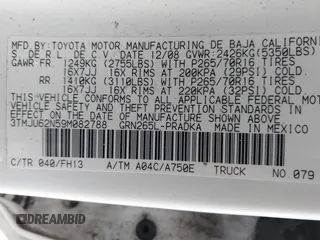 MFD. BY: TOYOTA MOTOR MANUFACTURING DE BAJA CALIFORNI
S. DE R.L. DE C.V. DATE: 12/08 GVWR: 2426KG(5350LBS)
GAWR FR. 1249KG (2755LBS) WITH P265/70R16 TIRES
16X7JJ RIMS AT 200KPA (29PSI) COLD
RR. 1410KG (3110LBS) WITH P265/70R16 TIRES
16X7JJ RIMS AT 220KPA (32PSI) COLD
THIS VEHICLE CONFORMS TO ALL APPLICABLE FEDERAL MOTOR VEHICLE
SAFETY, BUMPER AND THEFT PREVENTION STANDARDS IN EFFECT ON THE
DATE OF MANUFACTURE SHOWN ABOVE.
3TMJU62N59M082788 GRN265L-PRADKA MADE IN MEXICO
C/TR 040/FH13 A/TM A04C/A750E TRUCK NO. 079
DREAMBID